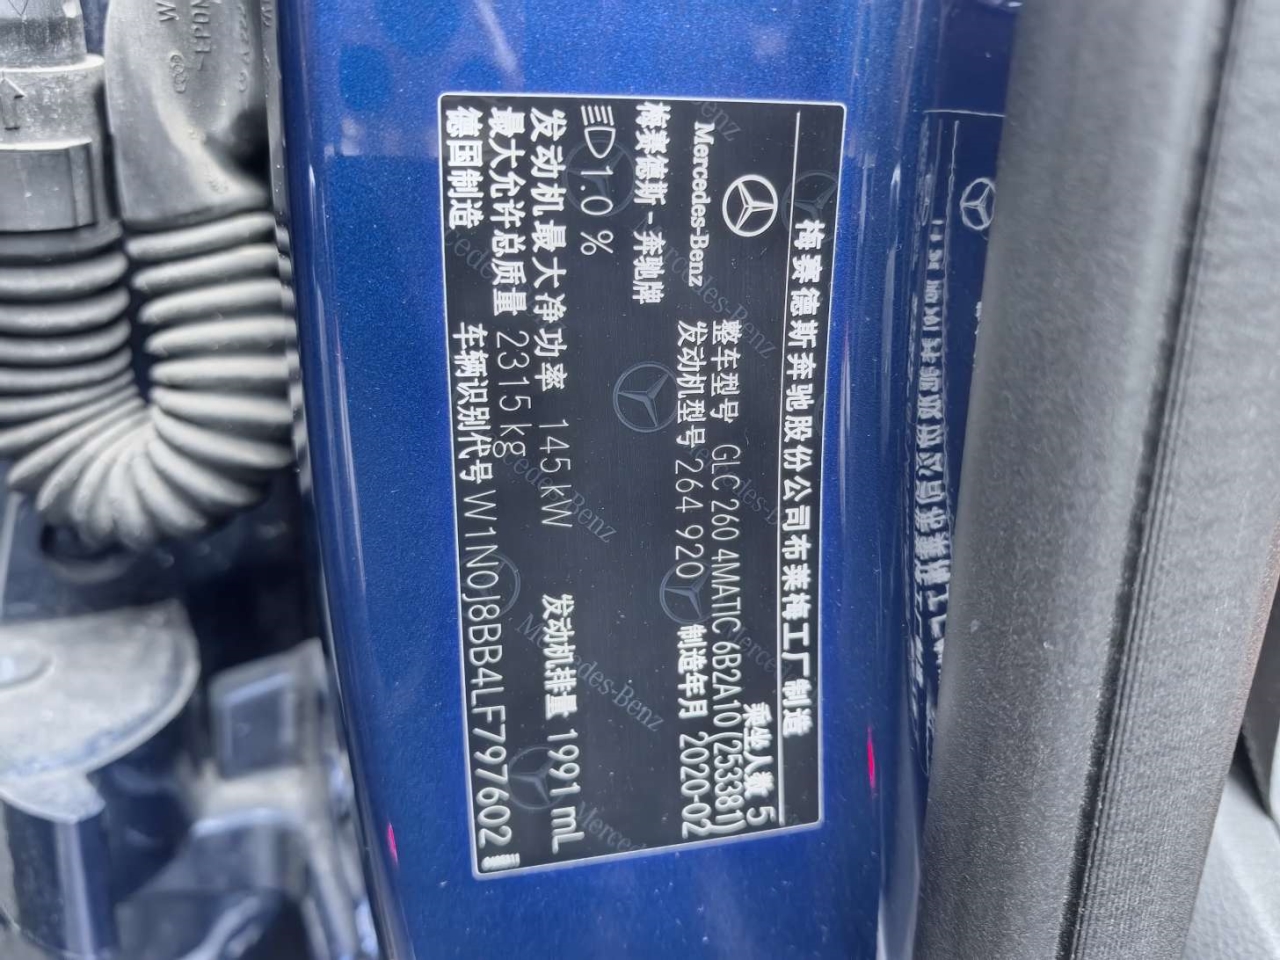 梅赛德斯奔驰股份公司布莱梅工厂制造
Mercedes-Benz
梅赛德斯-奔驰牌
乘坐人数 5
整车型号 GLC 260 4MATIC 6B2A10 (253381)
发动机型号 264 920
制造年月 2020-02
1.0 %
发动机最大净功率 145 kW
发动机排量 1991 mL
最大允许总质量 2315 kg
德国制造
车辆识别代号 W1N0J8BB4LF797602